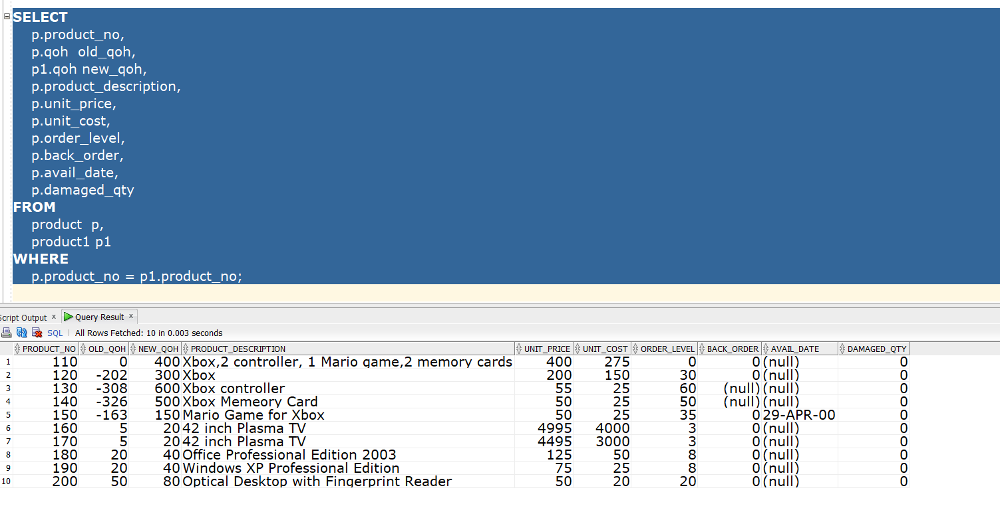 SELECT
p.product_no,
p.qoh  old_qoh,
p1.qoh new_qoh,
p.product_description,
p.unit_price,
p.unit_cost,
p.order_level,
p.back_order,
p.avail_date,
p.damaged_qty
FROM
product  p,
product1 p1
WHERE
p.product_no = p1.product_no;
Script Output x Query Result x
SQL | All Rows Fetched: 10 in 0.003 seconds
PRODUCT_NO OLD_QOH NEW_QOH PRODUCT_DESCRIPTION UNIT_PRICE UNIT_COST ORDER_LEVEL BACK_ORDER AVAIL_DATE DAMAGED_QTY
1 110 0 400 Xbox,2 controller, 1 Mario game,2 memory cards 400 275 0 0 (null) 0
2 120 -202 300 Xbox 200 150 30 0 (null) 0
3 130 -308 600 Xbox controller 55 25 60 (null) (null) 0
4 140 -326 500 Xbox Memeory Card 50 25 50 (null) (null) 0
5 150 -163 150 Mario Game for Xbox 50 25 35 0 29-APR-00 0
6 160 5 20 42 inch Plasma TV 4995 4000 3 0 (null) 0
7 170 5 20 42 inch Plasma TV 4495 3000 3 0 (null) 0
8 180 20 40 Office Professional Edition 2003 125 50 8 0 (null) 0
9 190 20 40 Windows XP Professional Edition 75 25 8 0 (null) 0
10 200 50 80 Optical Desktop with Fingerprint Reader 50 20 20 0 (null) 0